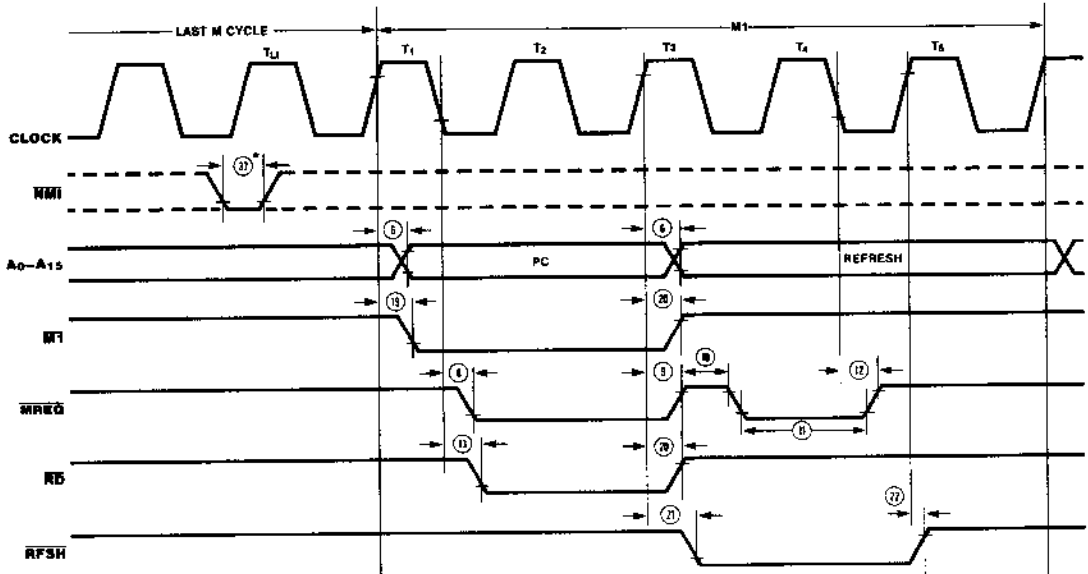 LAST M CYCLE M1
TLI T1 T2 T3 T4 T5
CLOCK
37*
NMI
6 6
A0–A15 PC REFRESH
19 20
M1
8 9 10 12
MREQ
11
13 20
RD
22
21
RFSH